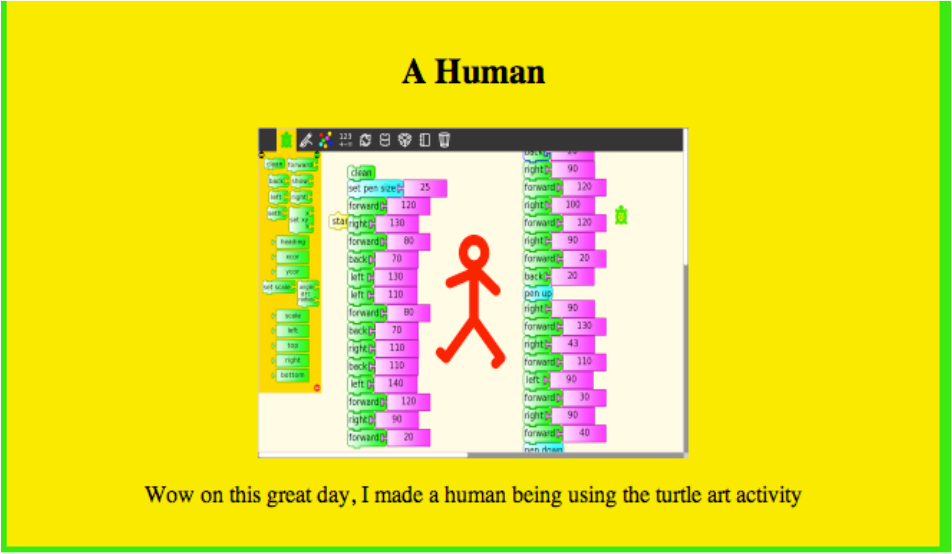 A Human
123
clean forward
back show
left right
seth set xy
heading
xcor
ycor
set scale angle arc radius
scale
left
top
right
bottom
start
clean
set pen size 25
forward 120
right 130
forward 80
back 70
left 130
left 110
forward 80
back 70
right 110
back 110
left 140
forward 120
right 90
forward 20
back 20
right 90
forward 120
right 100
forward 120
right 90
forward 20
back 20
pen up
right 90
forward 130
right 43
forward 110
left 90
forward 30
right 90
forward 40
pen down
Wow on this great day, I made a human being using the turtle art activity